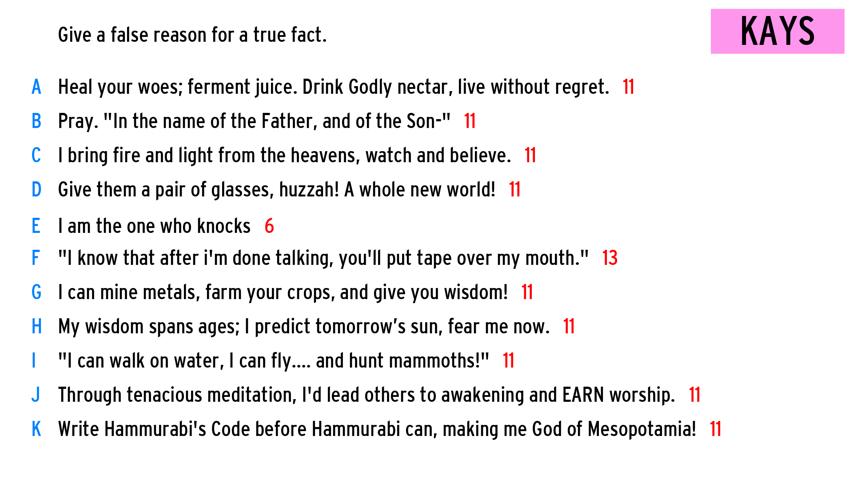 Give a false reason for a true fact.
KAYS
A Heal your woes; ferment juice. Drink Godly nectar, live without regret. 11
B Pray. "In the name of the Father, and of the Son-" 11
C I bring fire and light from the heavens, watch and believe. 11
D Give them a pair of glasses, huzzah! A whole new world! 11
E I am the one who knocks 6
F "I know that after i'm done talking, you'll put tape over my mouth." 13
G I can mine metals, farm your crops, and give you wisdom! 11
H My wisdom spans ages; I predict tomorrow’s sun, fear me now. 11
I "I can walk on water, I can fly.... and hunt mammoths!" 11
J Through tenacious meditation, I'd lead others to awakening and EARN worship. 11
K Write Hammurabi's Code before Hammurabi can, making me God of Mesopotamia! 11